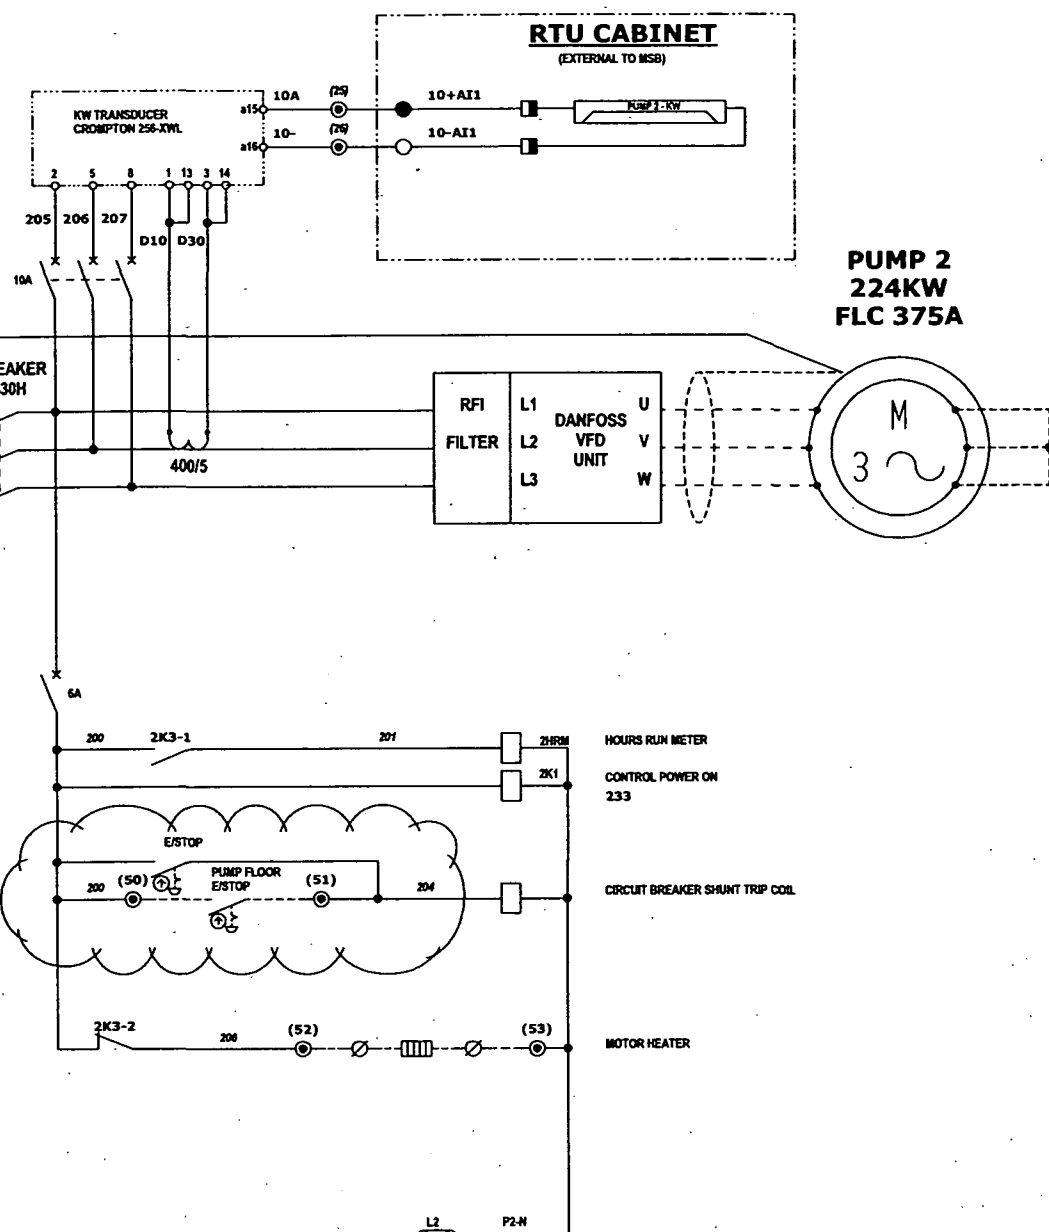 RTU CABINET
(EXTERNAL TO MSB)
KW TRANSDUCER
CROMPTON 256-XWL
a15
10A
(25)
10+AI1
PUMP 2 - KW
a16
10-
(26)
10-AI1
2 5 8 1 13 3 14
205 206 207
D10 D30
10A
PUMP 2
224KW
FLC 375A
EAKER
30H
RFI
FILTER
L1
L2
L3
DANFOSS
VFD
UNIT
U
V
W
M
3
400/5
6A
200
2K3-1
201
2HRM
HOURS RUN METER
2K1
CONTROL POWER ON
233
E/STOP
PUMP FLOOR
E/STOP
200
(50)
(51)
204
CIRCUIT BREAKER SHUNT TRIP COIL
2K3-2
206
(52)
(53)
MOTOR HEATER
L2
P2-N